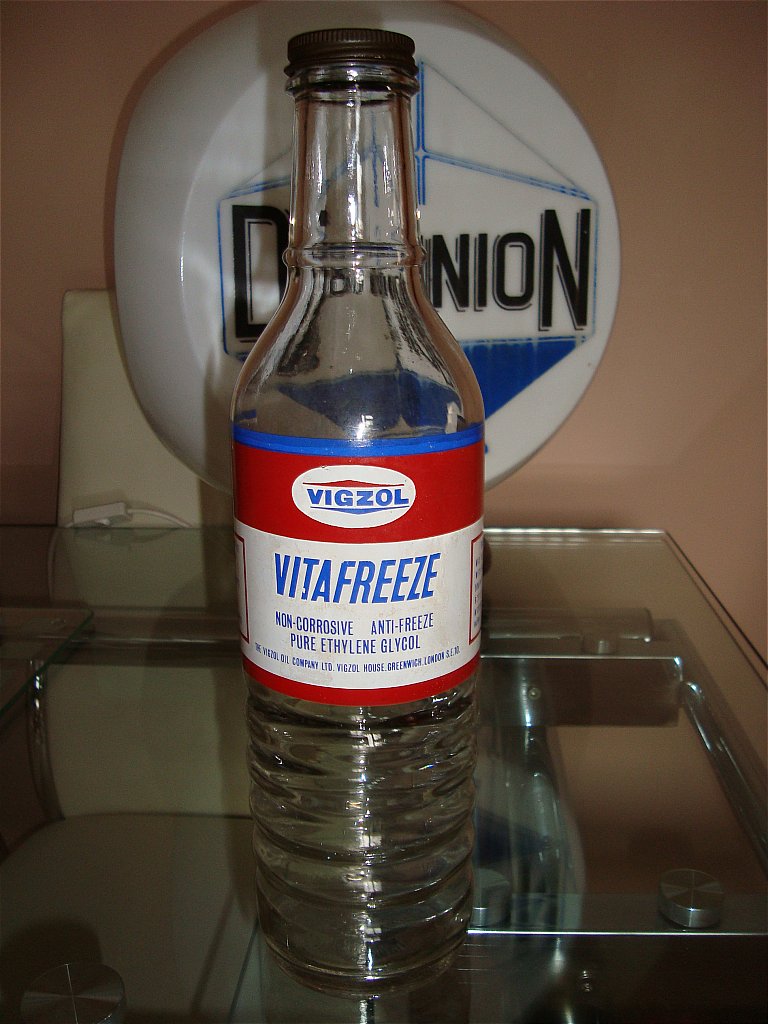 D NION
VIGZOL
VITAFREEZE
NON-CORROSIVE ANTI-FREEZE
PURE ETHYLENE GLYCOL
THE VIGZOL OIL COMPANY LTD. VIGZOL HOUSE, GREENWICH, LONDON S.E.10.